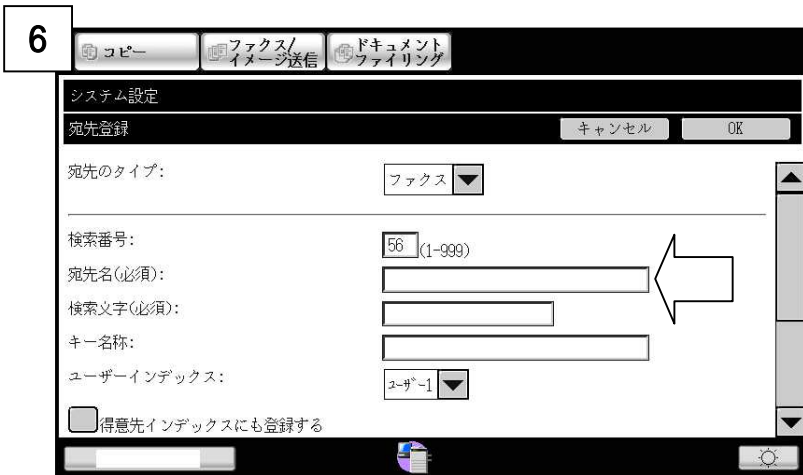 6
コピー
ファクス/
イメージ送信
ドキュメント
ファイリング
システム設定
宛先登録
キャンセル
OK
宛先のタイプ:
ファクス
検索番号:
56 (1-999)
宛先名(必須):
検索文字(必須):
キー名称:
ユーザーインデックス:
ﾕｰｻﾞｰ1
得意先インデックスにも登録する